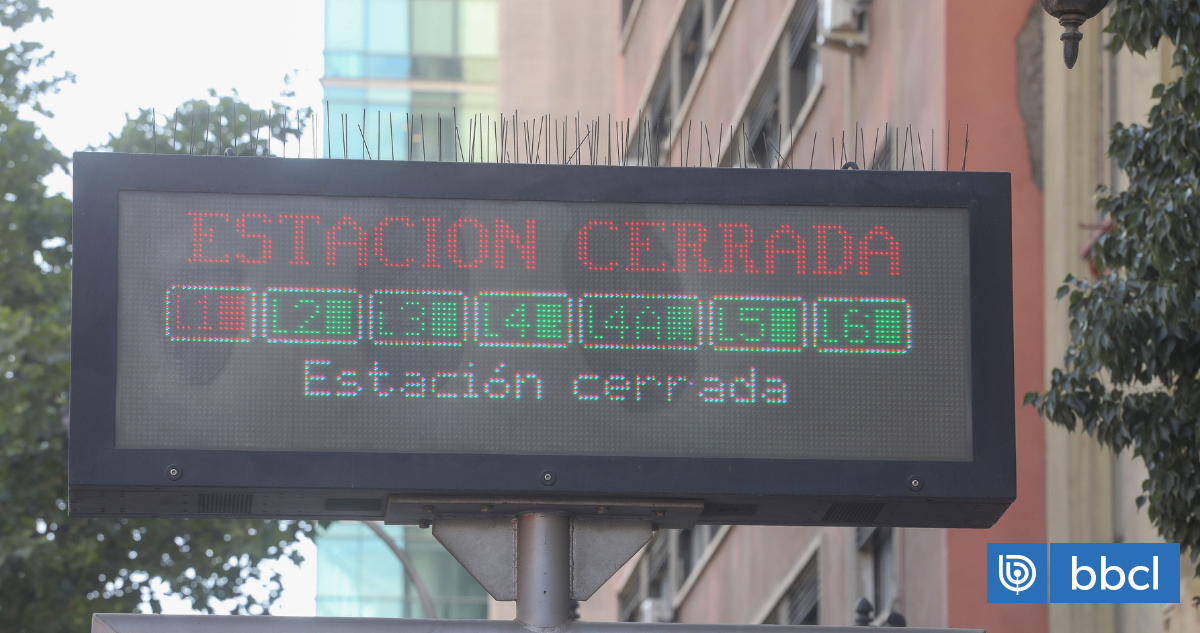 ESTACION CERRADA
L1 L2 L3 L4 L4A L5 L6
Estación cerrada
bbcl